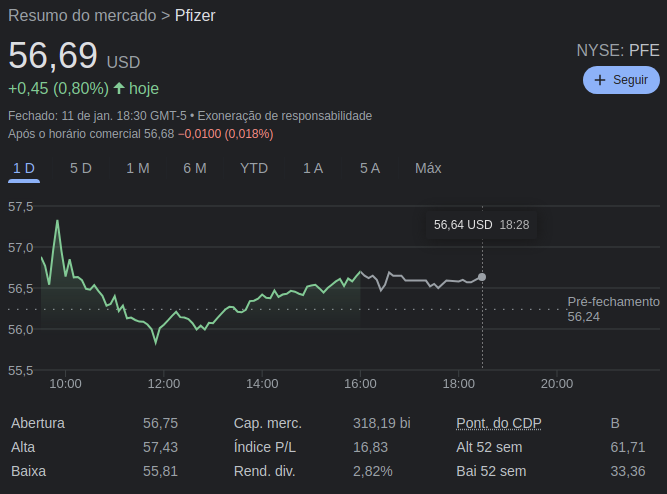 Resumo do mercado > Pfizer
56,69 USD
NYSE: PFE
+0,45 (0,80%) ↑ hoje
+ Seguir
Fechado: 11 de jan. 18:30 GMT-5 • Exoneração de responsabilidade
Após o horário comercial 56,68 −0,0100 (0,018%)
1 D 5 D 1 M 6 M YTD 1 A 5 A Máx
57,5
56,64 USD 18:28
57,0
56,5
Pré-fechamento
56,24
56,0
55,5
10:00 12:00 14:00 16:00 18:00 20:00
Abertura 56,75 Cap. merc. 318,19 bi Pont. do CDP B
Alta 57,43 Índice P/L 16,83 Alt 52 sem 61,71
Baixa 55,81 Rend. div. 2,82% Bai 52 sem 33,36